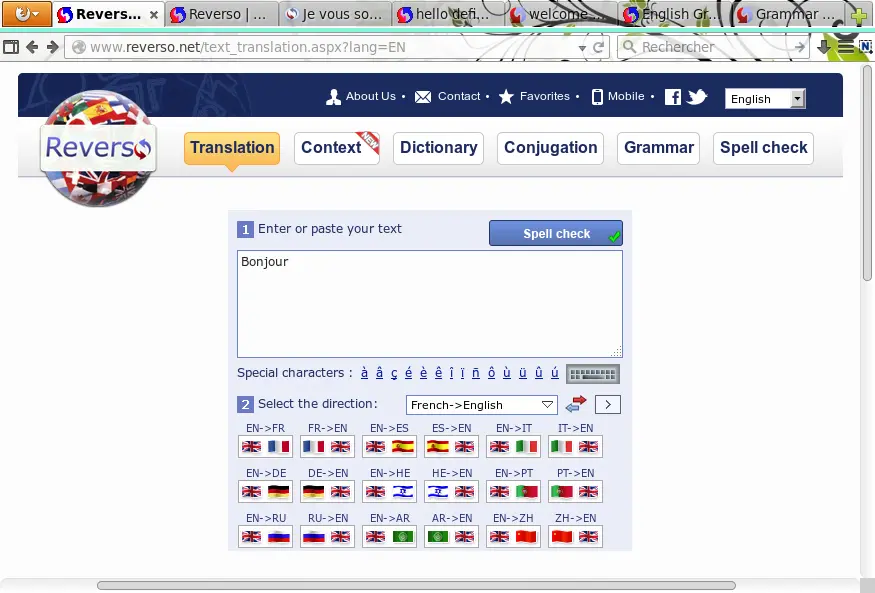 Revers...
Reverso | ...
Je vous so...
hello defi...
welcome ...
English Gr...
Grammar ...
www.reverso.net/text_translation.aspx?lang=EN
Rechercher
About Us • Contact • Favorites • Mobile • English
Reverso
Translation Context NEW Dictionary Conjugation Grammar Spell check
1 Enter or paste your text Spell check
Bonjour
Special characters : à â ç é è ê î ï ñ ô ù ü û ú
2 Select the direction: French->English >
EN->FR FR->EN EN->ES ES->EN EN->IT IT->EN
EN->DE DE->EN EN->HE HE->EN EN->PT PT->EN
EN->RU RU->EN EN->AR AR->EN EN->ZH ZH->EN